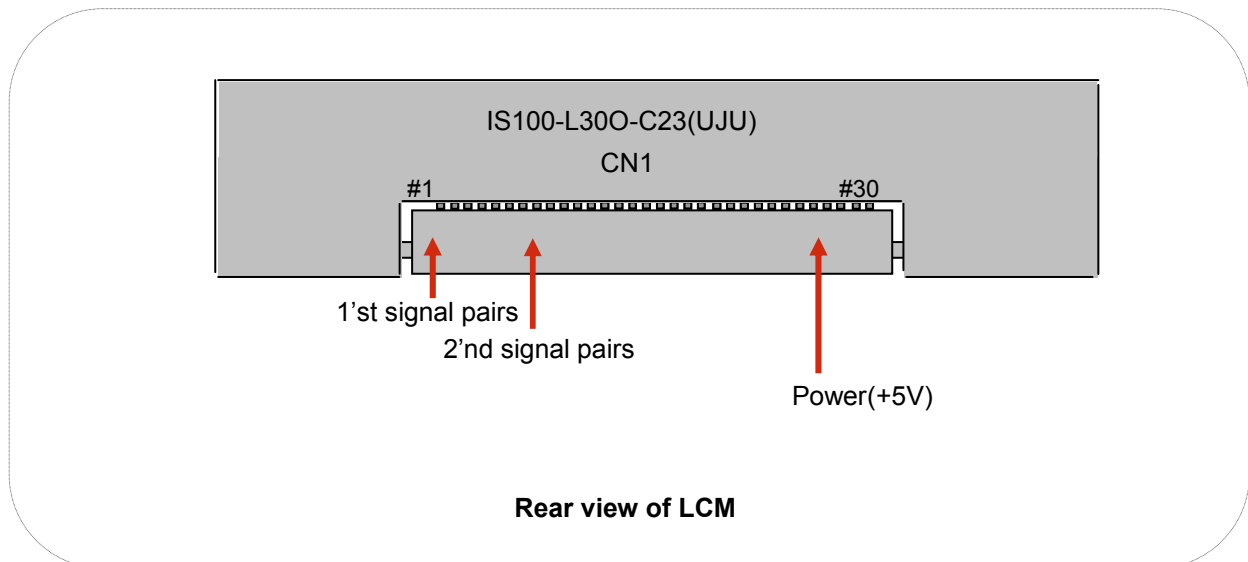 IS100-L30O-C23(UJU)
CN1
#1 #30
1’st signal pairs
2’nd signal pairs
Power(+5V)
Rear view of LCM